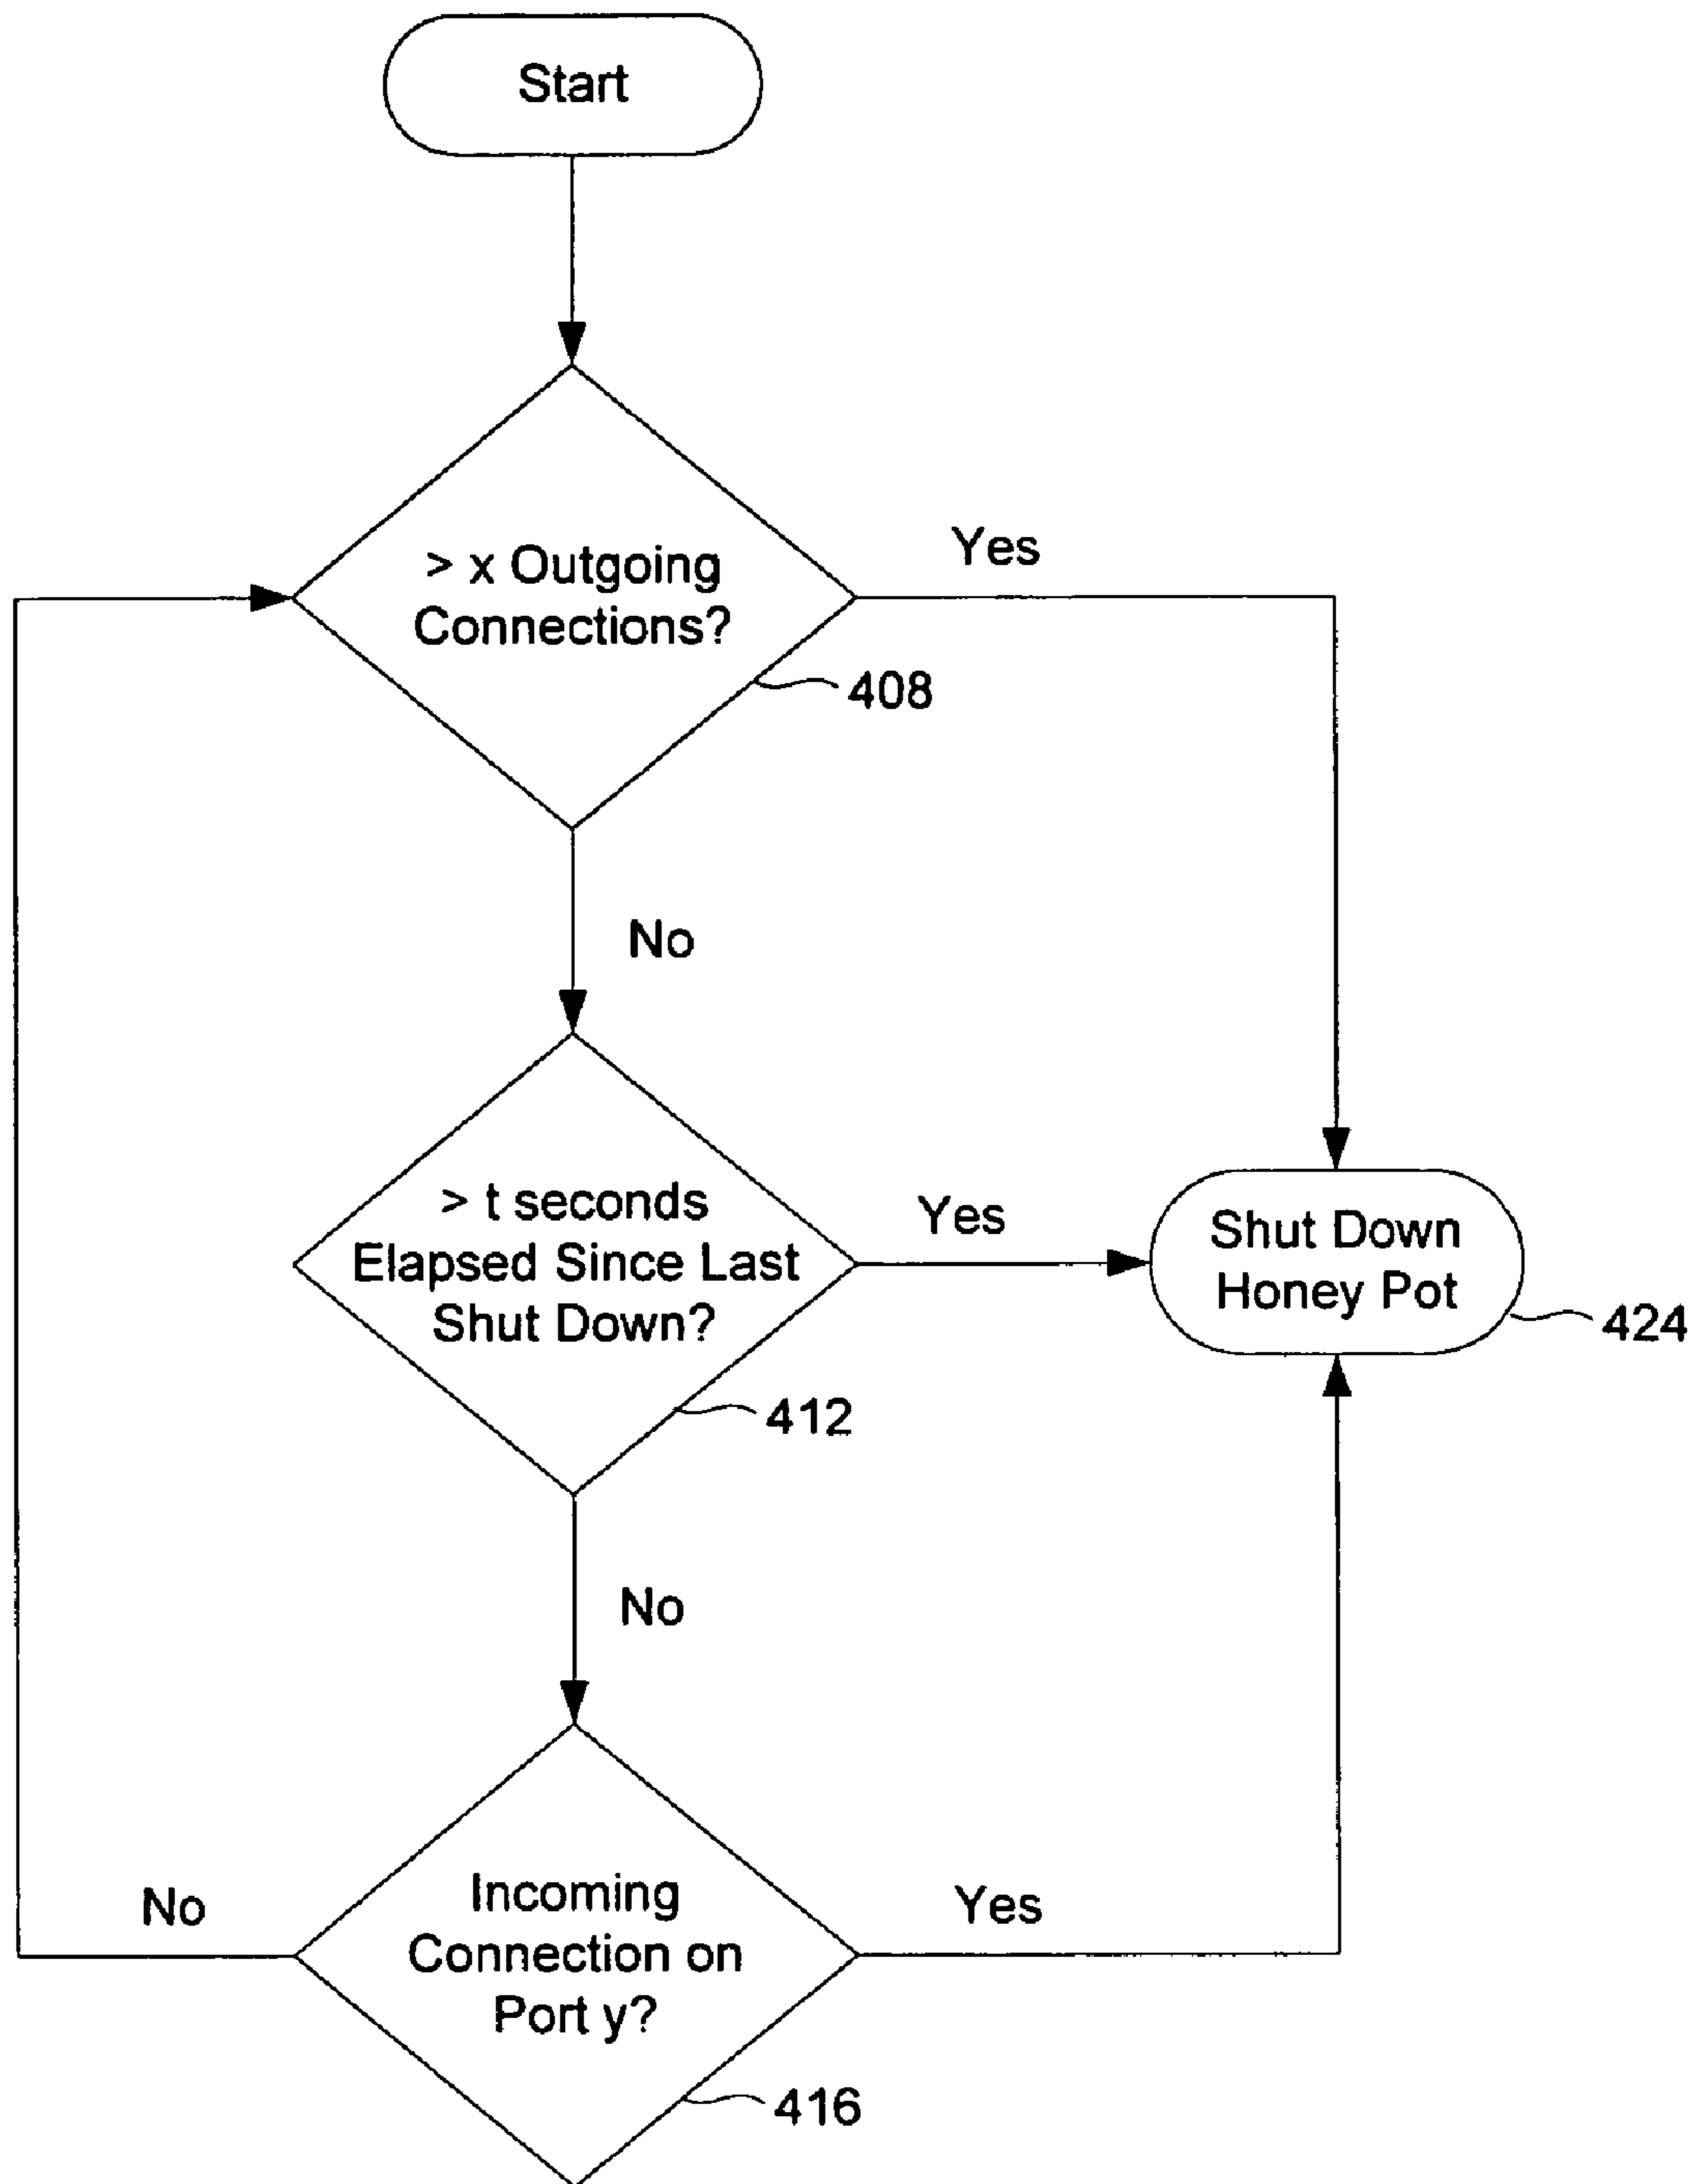 Start
> x Outgoing
Connections?
Yes
408
No
> t seconds
Elapsed Since Last
Shut Down?
Yes
412
Shut Down
Honey Pot
424
No
Incoming
Connection on
Port y?
No
Yes
416